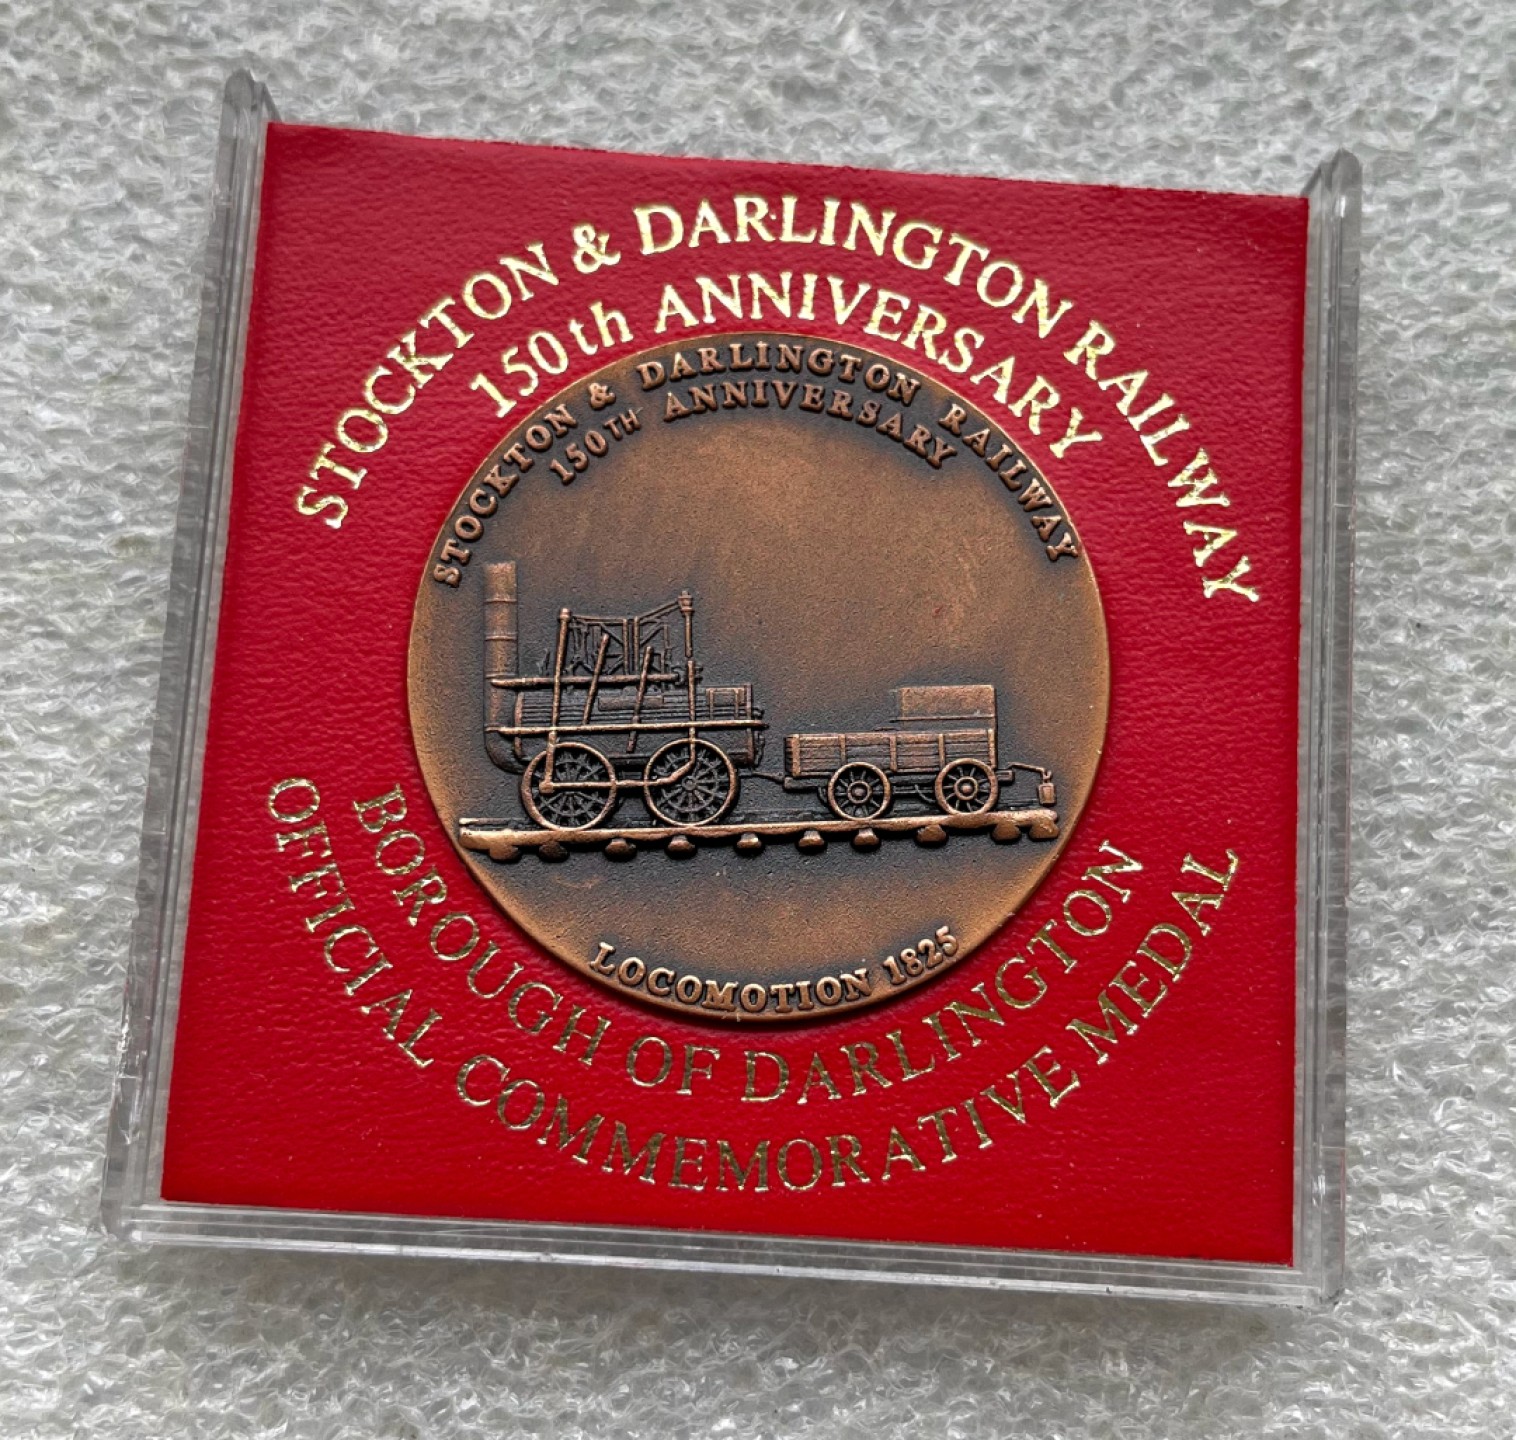 STOCKTON & DARLINGTON RAILWAY
150th ANNIVERSARY
STOCKTON & DARLINGTON RAILWAY
150TH ANNIVERSARY
LOCOMOTION 1825
BOROUGH OF DARLINGTON
OFFICIAL COMMEMORATIVE MEDAL